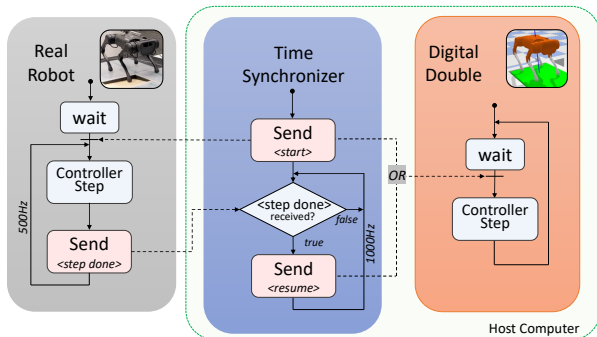 Real
Robot
wait
Controller
Step
500Hz
Send
<step done>
Time
Synchronizer
Send
<start>
<step done>
received?
false
true
1000Hz
Send
<resume>
OR
Digital
Double
wait
Controller
Step
Host Computer